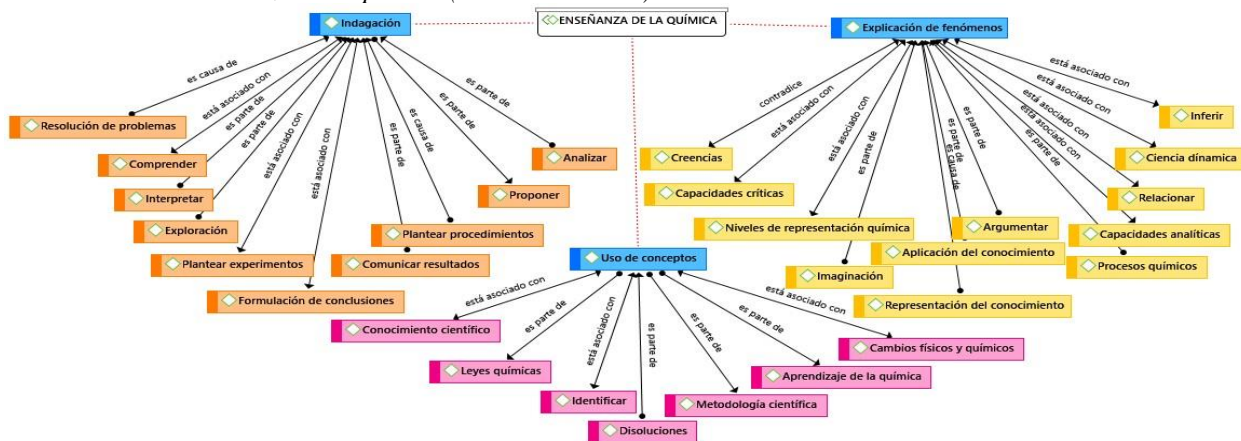 ENSEÑANZA DE LA QUÍMICA
Indagación
Explicación de fenómenos
es causa de
está asociado con
es parte de
es parte de
está asociado con
está asociado con
es parte de
es causa de
es parte de
es parte de
Resolución de problemas
Comprender
Interpretar
Exploración
Plantear experimentos
Formulación de conclusiones
Comunicar resultados
Plantear procedimientos
Proponer
Analizar
contradice
está asociado con
está asociado con
es parte de
es causa de
es parte de
es parte de
es parte de
está asociado con
está asociado con
está asociado con
está asociado con
Creencias
Capacidades críticas
Niveles de representación química
Imaginación
Argumentar
Aplicación del conocimiento
Representación del conocimiento
Procesos químicos
Capacidades analíticas
Relacionar
Ciencia dínamica
Inferir
Uso de conceptos
está asociado con
es parte de
está asociado con
es parte de
es parte de
es parte de
está asociado con
Conocimiento científico
Leyes químicas
Identificar
Disoluciones
Metodología científica
Aprendizaje de la química
Cambios físicos y químicos